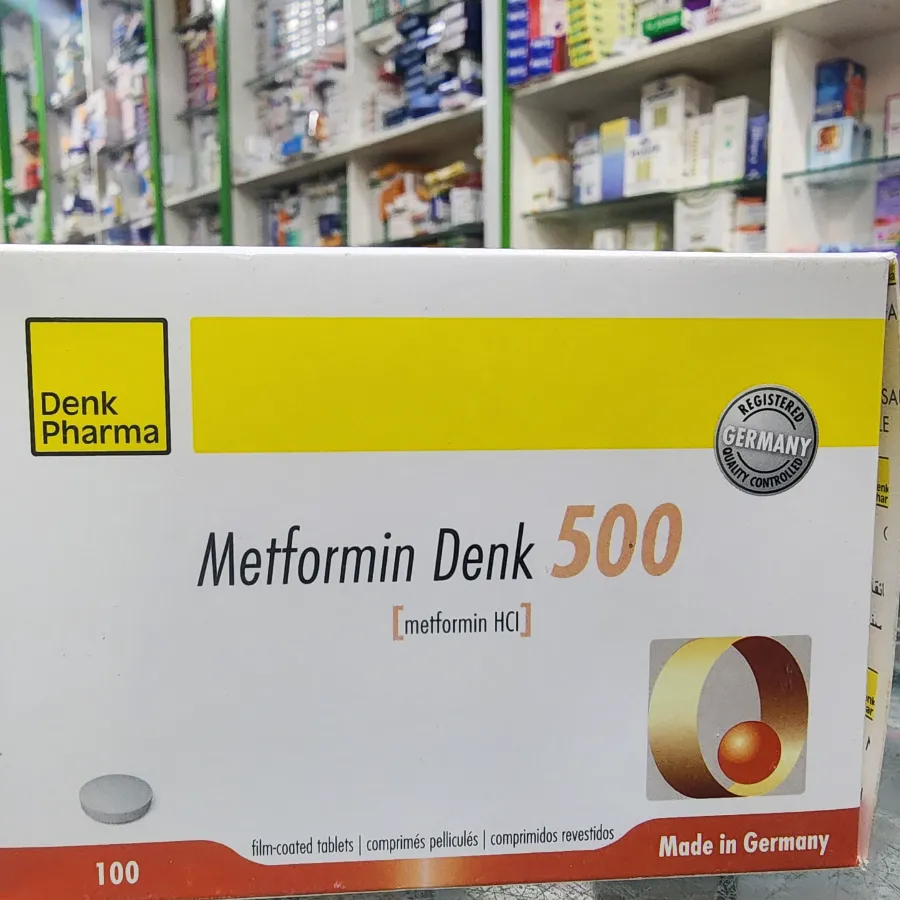 Denk
Pharma
REGISTERED
GERMANY
QUALITY CONTROLLED
Metformin Denk 500
[metformin HCl]
film-coated tablets | comprimés pelliculés | comprimidos revestidos
100
Made in Germany